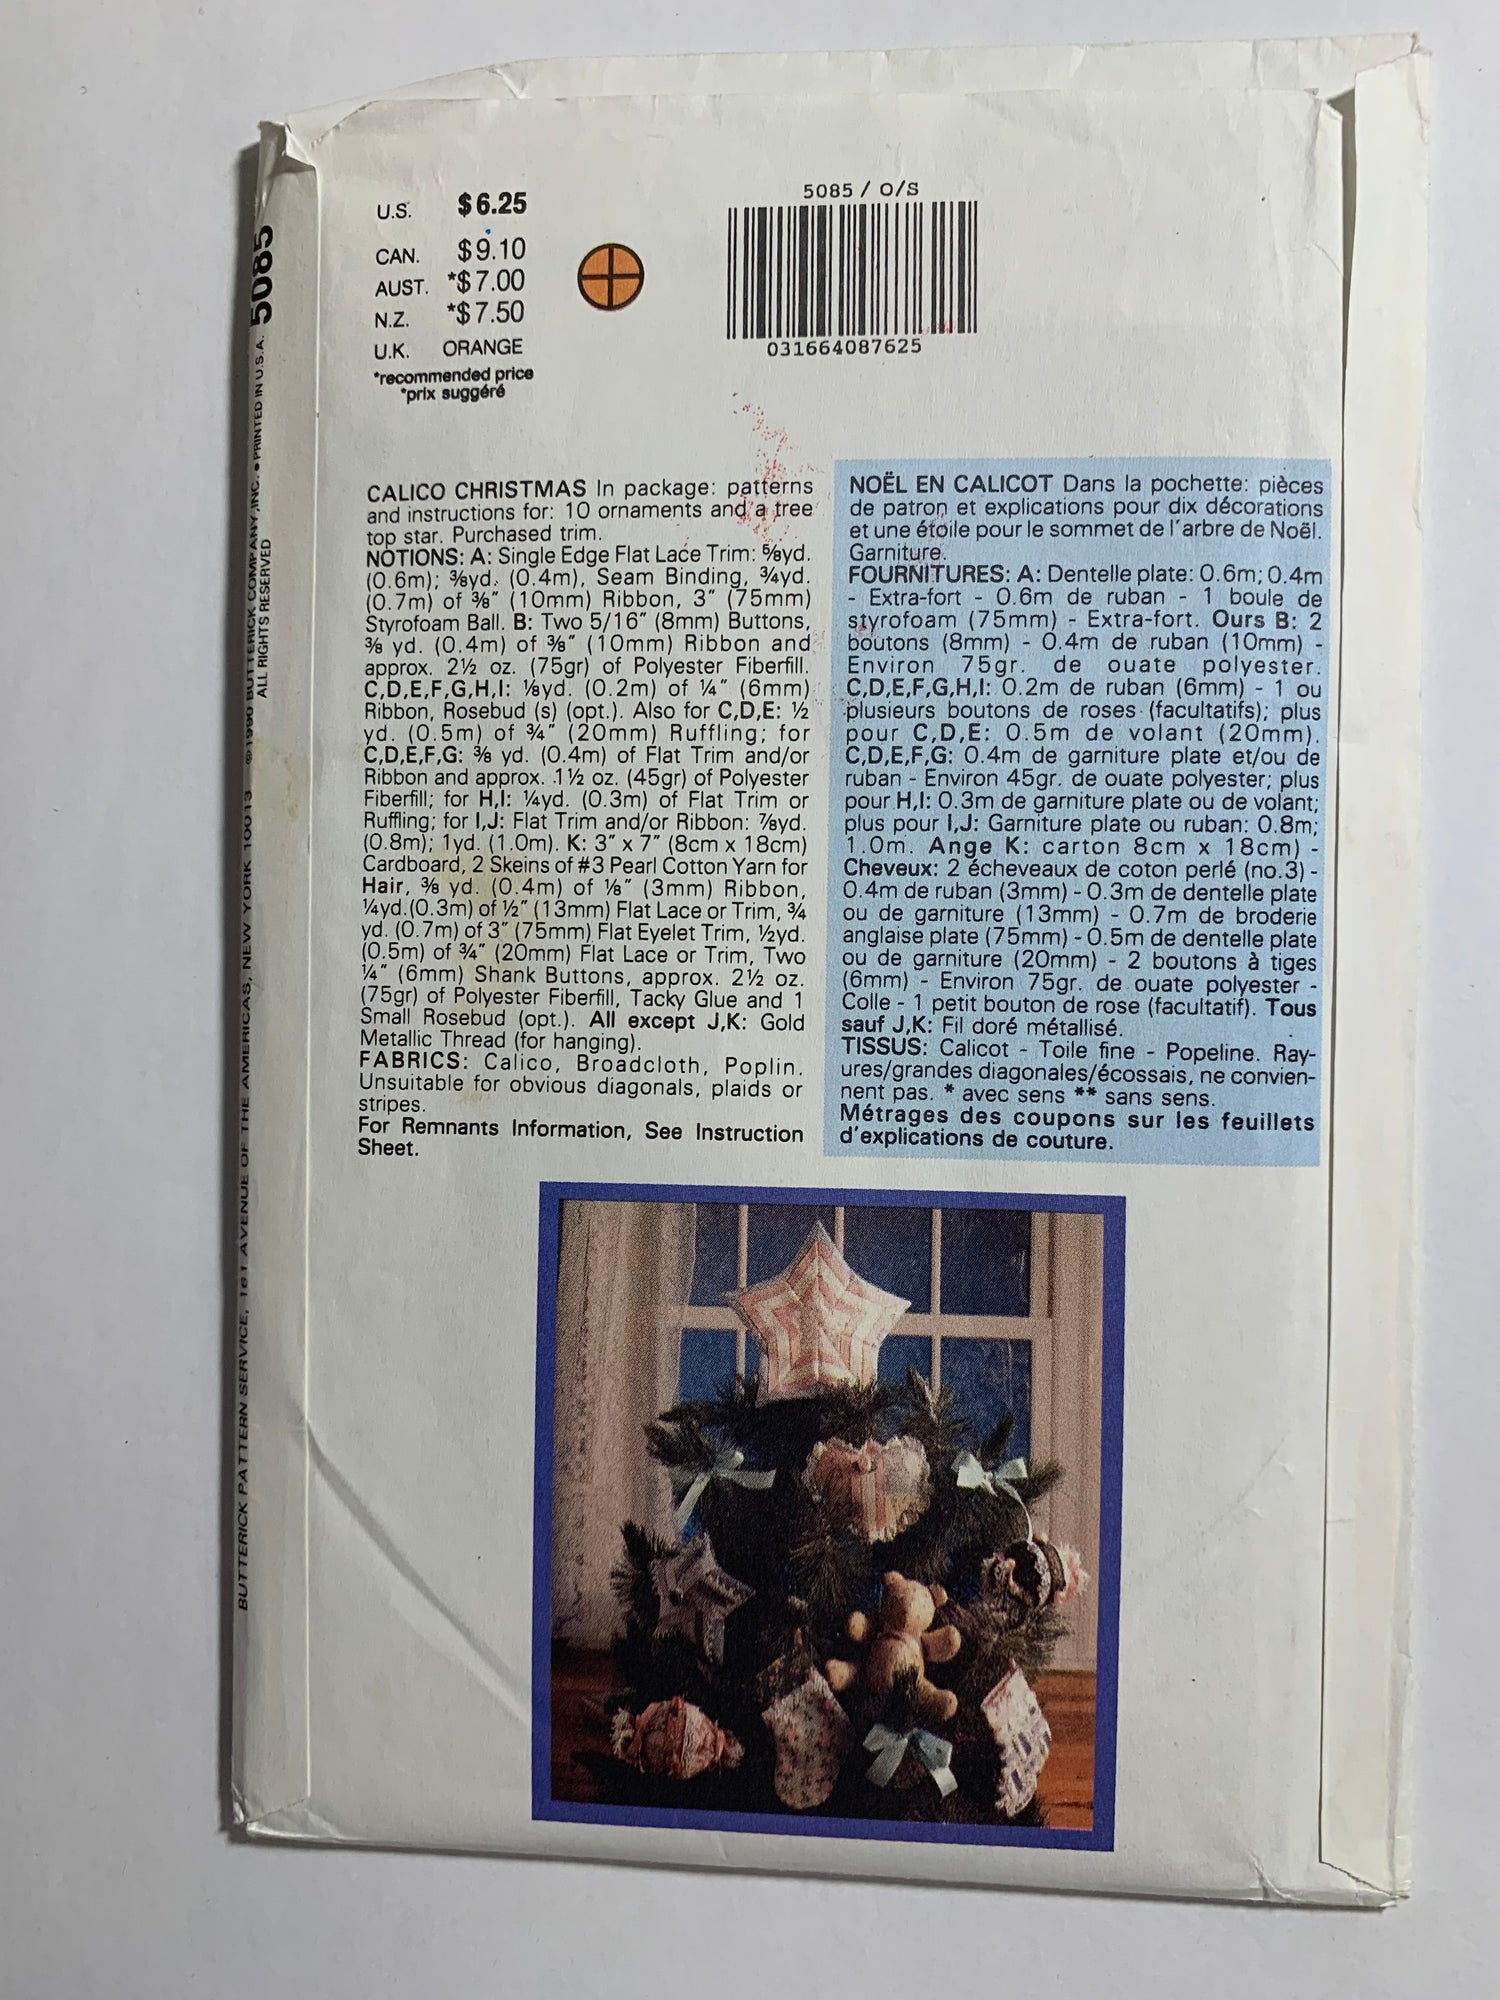 U.S. $6.25
CAN. $9.10
AUST. *$7.00
N.Z. *$7.50
U.K. ORANGE
*recommended price
*prix suggéré
5085 / O/S
031664087625
CALICO CHRISTMAS In package: patterns
and instructions for: 10 ornaments and a tree
top star. Purchased trim.
NOTIONS: A: Single Edge Flat Lace Trim: ⅝yd.
(0.6m); ⅜yd. (0.4m), Seam Binding, ¾yd.
(0.7m) of ⅜" (10mm) Ribbon, 3" (75mm)
Styrofoam Ball. B: Two 5/16" (8mm) Buttons,
⅜ yd. (0.4m) of ⅜" (10mm) Ribbon and
approx. 2½ oz. (75gr) of Polyester Fiberfill.
C,D,E,F,G,H,I: ⅛yd. (0.2m) of ¼" (6mm)
Ribbon, Rosebud (s) (opt.). Also for C,D,E: ½
yd. (0.5m) of ¾" (20mm) Ruffling; for
C,D,E,F,G: ⅜ yd. (0.4m) of Flat Trim and/or
Ribbon and approx. 1½ oz. (45gr) of Polyester
Fiberfill; for H,I: ¼yd. (0.3m) of Flat Trim or
Ruffling; for I,J: Flat Trim and/or Ribbon: ⅞yd.
(0.8m); 1yd. (1.0m). K: 3" x 7" (8cm x 18cm)
Cardboard, 2 Skeins of #3 Pearl Cotton Yarn for
Hair, ⅜ yd. (0.4m) of ⅛" (3mm) Ribbon,
¼yd.(0.3m) of ½" (13mm) Flat Lace or Trim, ¾
yd. (0.7m) of 3" (75mm) Flat Eyelet Trim, ½yd.
(0.5m) of ¾" (20mm) Flat Lace or Trim, Two
¼" (6mm) Shank Buttons, approx. 2½ oz.
(75gr) of Polyester Fiberfill, Tacky Glue and 1
Small Rosebud (opt.). All except J,K: Gold
Metallic Thread (for hanging).
FABRICS: Calico, Broadcloth, Poplin.
Unsuitable for obvious diagonals, plaids or
stripes.
For Remnants Information, See Instruction
Sheet.
NOËL EN CALICOT Dans la pochette: pièces
de patron et explications pour dix décorations
et une étoile pour le sommet de l'arbre de Noël.
Garniture.
FOURNITURES: A: Dentelle plate: 0.6m; 0.4m
- Extra-fort - 0.6m de ruban - 1 boule de
styrofoam (75mm) - Extra-fort. Ours B: 2
boutons (8mm) - 0.4m de ruban (10mm) -
Environ 75gr. de ouate polyester.
C,D,E,F,G,H,I: 0.2m de ruban (6mm) - 1 ou
plusieurs boutons de roses (facultatifs); plus
pour C,D,E: 0.5m de volant (20mm).
C,D,E,F,G: 0.4m de garniture plate et/ou de
ruban - Environ 45gr. de ouate polyester; plus
pour H,I: 0.3m de garniture plate ou de volant;
plus pour I,J: Garniture plate ou ruban: 0.8m;
1.0m. Ange K: carton 8cm x 18cm) -
Cheveux: 2 écheveaux de coton perlé (no.3) -
0.4m de ruban (3mm) - 0.3m de dentelle plate
ou de garniture (13mm) - 0.7m de broderie
anglaise plate (75mm) - 0.5m de dentelle plate
ou de garniture (20mm) - 2 boutons à tiges
(6mm) - Environ 75gr. de ouate polyester -
Colle - 1 petit bouton de rose (facultatif). Tous
sauf J,K: Fil doré métallisé.
TISSUS: Calicot - Toile fine - Popeline. Ray-
ures/grandes diagonales/écossais, ne convien-
nent pas. * avec sens ** sans sens.
Métrages des coupons sur les feuillets
d'explications de couture.
BUTTERICK PATTERN SERVICE, 161 AVENUE OF THE AMERICAS, NEW YORK 10013 ©1990 BUTTERICK COMPANY, INC. ● PRINTED IN U.S.A. 5085
ALL RIGHTS RESERVED